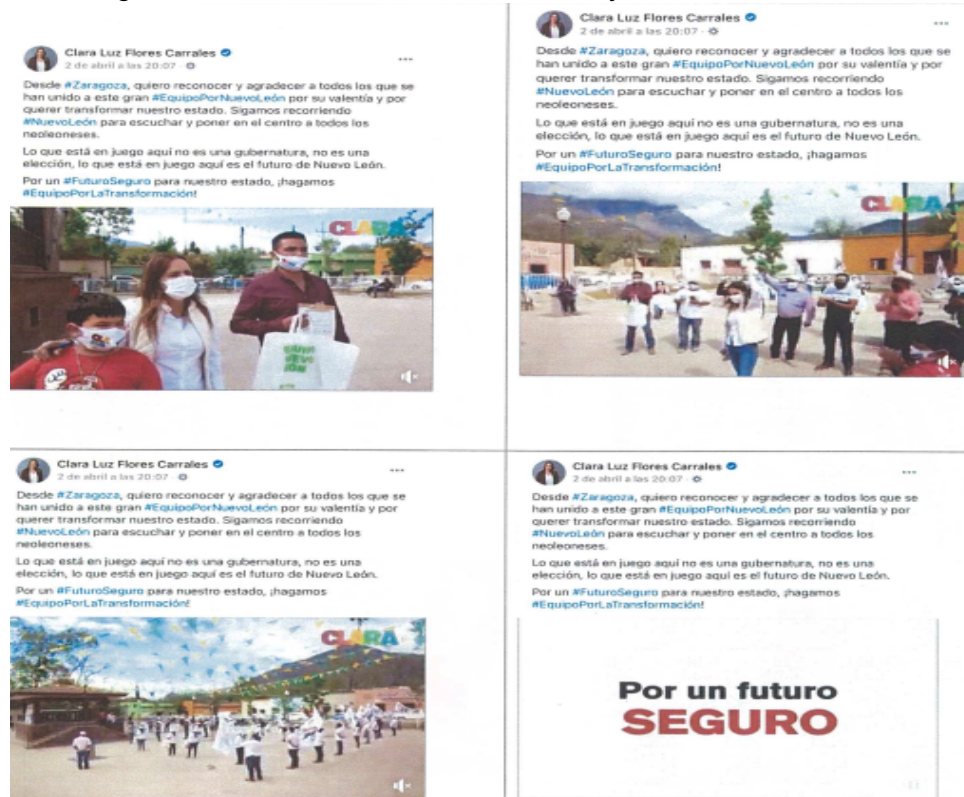 Clara Luz Flores Carrales
2 de abril a las 20:07
Desde #Zaragoza, quiero reconocer y agradecer a todos los que se
han unido a este gran #EquipoPorNuevoLeón por su valentía y por
querer transformar nuestro estado. Sigamos recorriendo
#NuevoLeón para escuchar y poner en el centro a todos los
neoleoneses.
Lo que está en juego aquí no es una gubernatura, no es una
elección, lo que está en juego aquí es el futuro de Nuevo León.
Por un #FuturoSeguro para nuestro estado, ¡hagamos
#EquipoPorLaTransformación!
CLARA
Clara Luz Flores Carrales
2 de abril a las 20:07
Desde #Zaragoza, quiero reconocer y agradecer a todos los que se
han unido a este gran #EquipoPorNuevoLeón por su valentía y por
querer transformar nuestro estado. Sigamos recorriendo
#NuevoLeón para escuchar y poner en el centro a todos los
neoleoneses.
Lo que está en juego aquí no es una gubernatura, no es una
elección, lo que está en juego aquí es el futuro de Nuevo León.
Por un #FuturoSeguro para nuestro estado, ¡hagamos
#EquipoPorLaTransformación!
CLARA
Clara Luz Flores Carrales
2 de abril a las 20:07
Desde #Zaragoza, quiero reconocer y agradecer a todos los que se
han unido a este gran #EquipoPorNuevoLeón por su valentía y por
querer transformar nuestro estado. Sigamos recorriendo
#NuevoLeón para escuchar y poner en el centro a todos los
neoleoneses.
Lo que está en juego aquí no es una gubernatura, no es una
elección, lo que está en juego aquí es el futuro de Nuevo León.
Por un #FuturoSeguro para nuestro estado, ¡hagamos
#EquipoPorLaTransformación!
CLARA
Clara Luz Flores Carrales
2 de abril a las 20:07
Desde #Zaragoza, quiero reconocer y agradecer a todos los que se
han unido a este gran #EquipoPorNuevoLeón por su valentía y por
querer transformar nuestro estado. Sigamos recorriendo
#NuevoLeón para escuchar y poner en el centro a todos los
neoleoneses.
Lo que está en juego aquí no es una gubernatura, no es una
elección, lo que está en juego aquí es el futuro de Nuevo León.
Por un #FuturoSeguro para nuestro estado, ¡hagamos
#EquipoPorLaTransformación!
Por un futuro
SEGURO